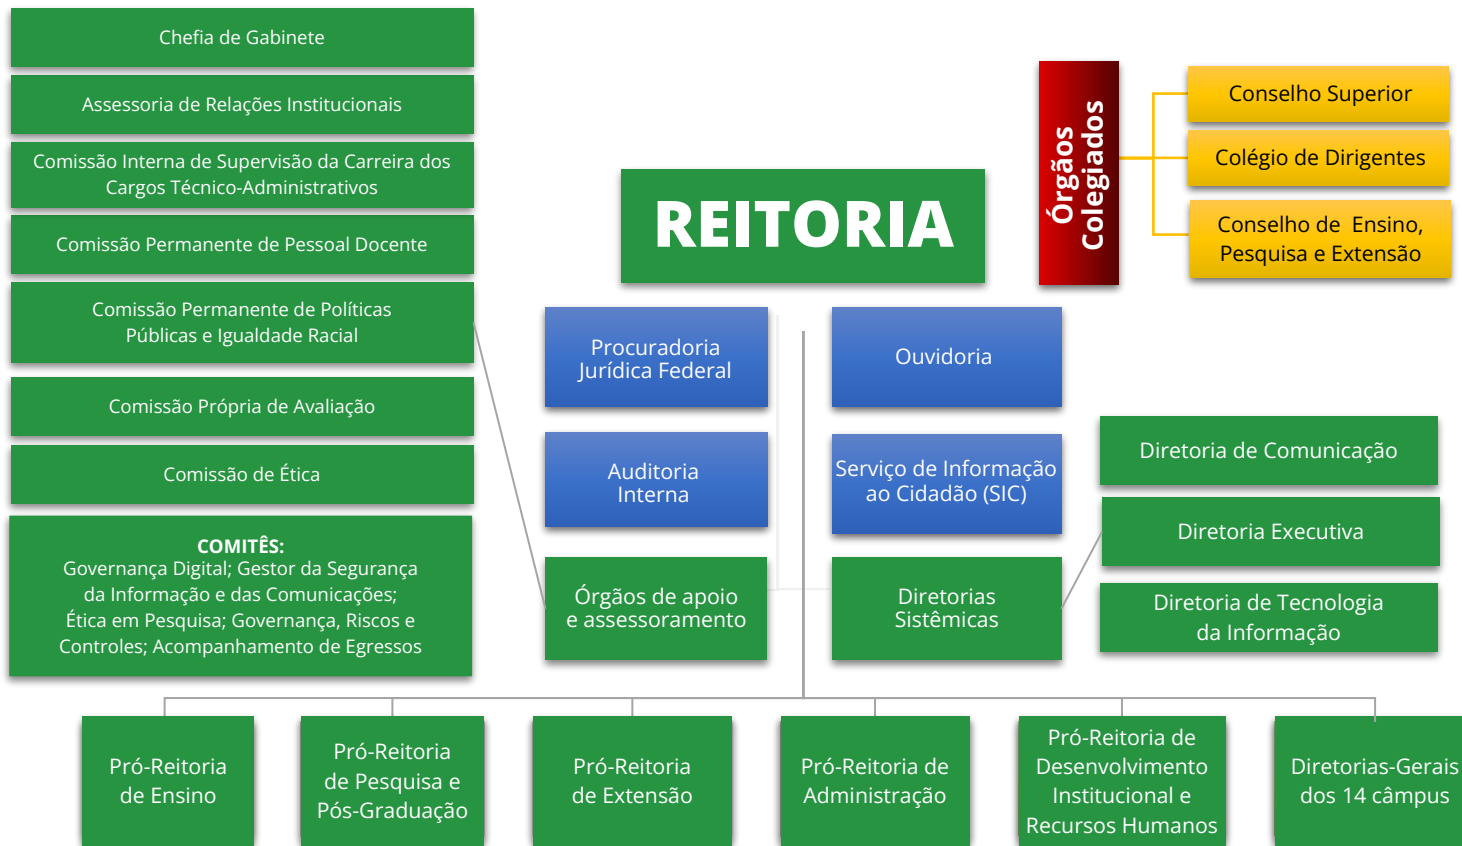 Chefia de Gabinete
Assessoria de Relações Institucionais
Comissão Interna de Supervisão da Carreira dos
Cargos Técnico-Administrativos
Comissão Permanente de Pessoal Docente
Comissão Permanente de Políticas
Públicas e Igualdade Racial
Comissão Própria de Avaliação
Comissão de Ética
COMITÊS:
Governança Digital; Gestor da Segurança
da Informação e das Comunicações;
Ética em Pesquisa; Governança, Riscos e
Controles; Acompanhamento de Egressos
REITORIA
Órgãos
Colegiados
Conselho Superior
Colégio de Dirigentes
Conselho de Ensino,
Pesquisa e Extensão
Procuradoria
Jurídica Federal
Ouvidoria
Auditoria
Interna
Serviço de Informação
ao Cidadão (SIC)
Órgãos de apoio
e assessoramento
Diretorias
Sistêmicas
Diretoria de Comunicação
Diretoria Executiva
Diretoria de Tecnologia
da Informação
Pró-Reitoria
de Ensino
Pró-Reitoria
de Pesquisa e
Pós-Graduação
Pró-Reitoria
de Extensão
Pró-Reitoria de
Administração
Pró-Reitoria de
Desenvolvimento
Institucional e
Recursos Humanos
Diretorias-Gerais
dos 14 câmpus